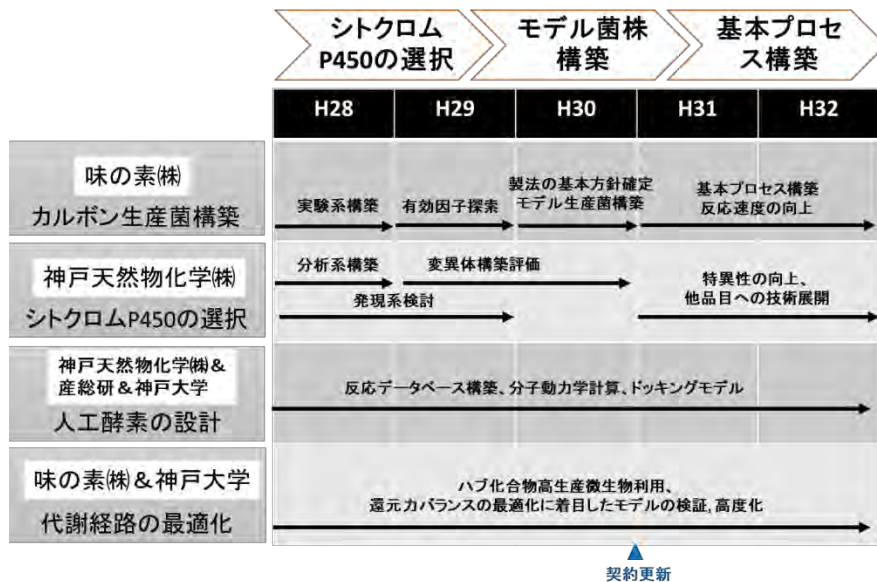 シトクロム
P450の選択
モデル菌株
構築
基本プロセ
ス構築
H28
H29
H30
H31
H32
味の素㈱
カルボン生産菌構築
実験系構築
有効因子探索
製法の基本方針確定
モデル生産菌構築
基本プロセス構築
反応速度の向上
神戸天然物化学㈱
シトクロムP450の選択
分析系構築
変異体構築評価
発現系検討
特異性の向上、
他品目への技術展開
神戸天然物化学㈱&
産総研&神戸大学
人工酵素の設計
反応データベース構築、分子動力学計算、ドッキングモデル
味の素㈱&神戸大学
代謝経路の最適化
ハブ化合物高生産微生物利用、
還元力バランスの最適化に着目したモデルの検証,高度化
契約更新